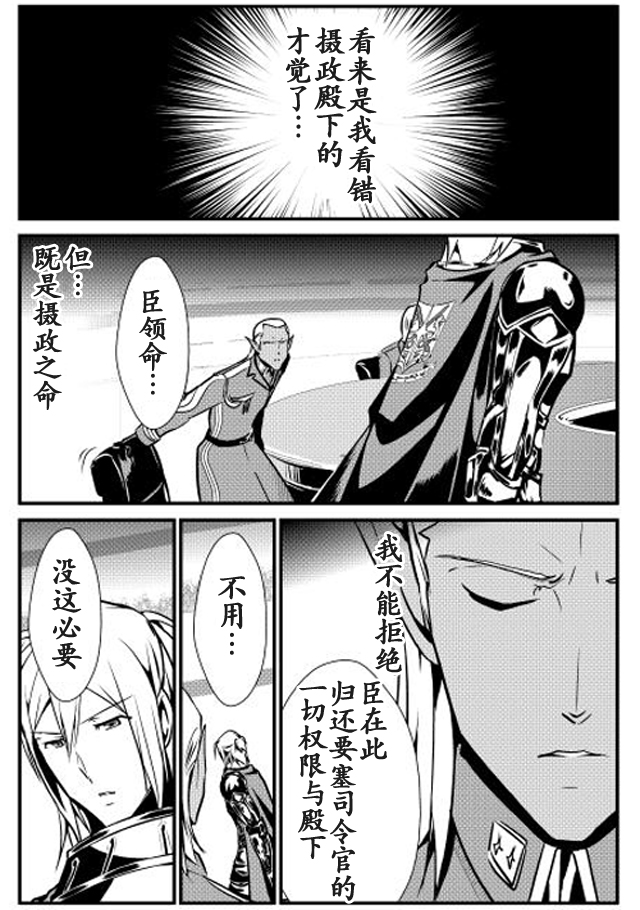 看来是我看错
摄政殿下的
才觉了…
臣领命…
但…
既是摄政之命
我不能拒绝
臣在此
归还要塞司令官的
一切权限与殿下
不用…
没这必要